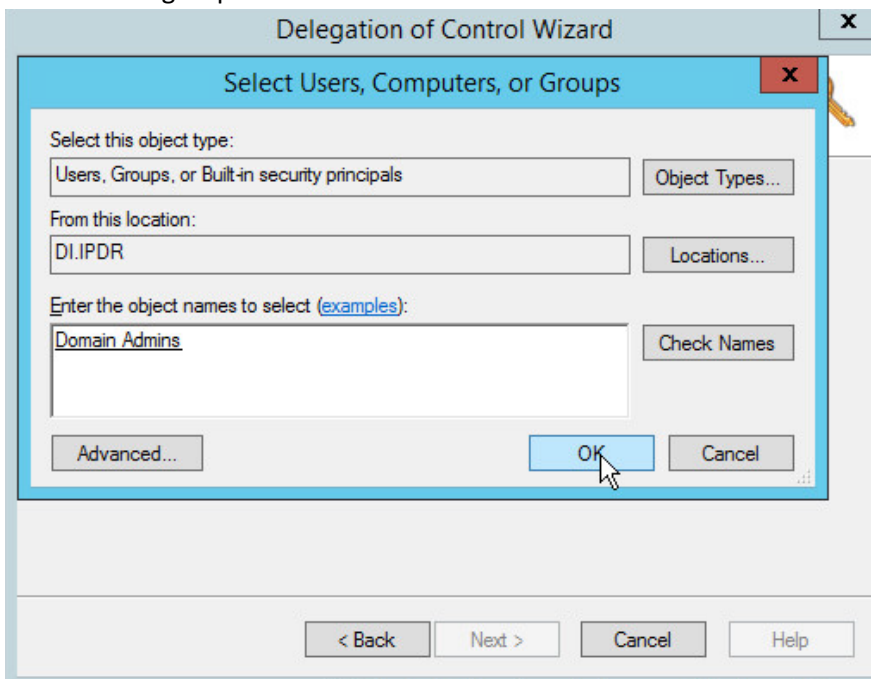 Delegation of Control Wizard
x
Select Users, Computers, or Groups
x
Select this object type:
Users, Groups, or Built-in security principals
Object Types...
From this location:
DI.IPDR
Locations...
Enter the object names to select (examples):
Domain Admins
Check Names
Advanced...
OK
Cancel
< Back
Next >
Cancel
Help